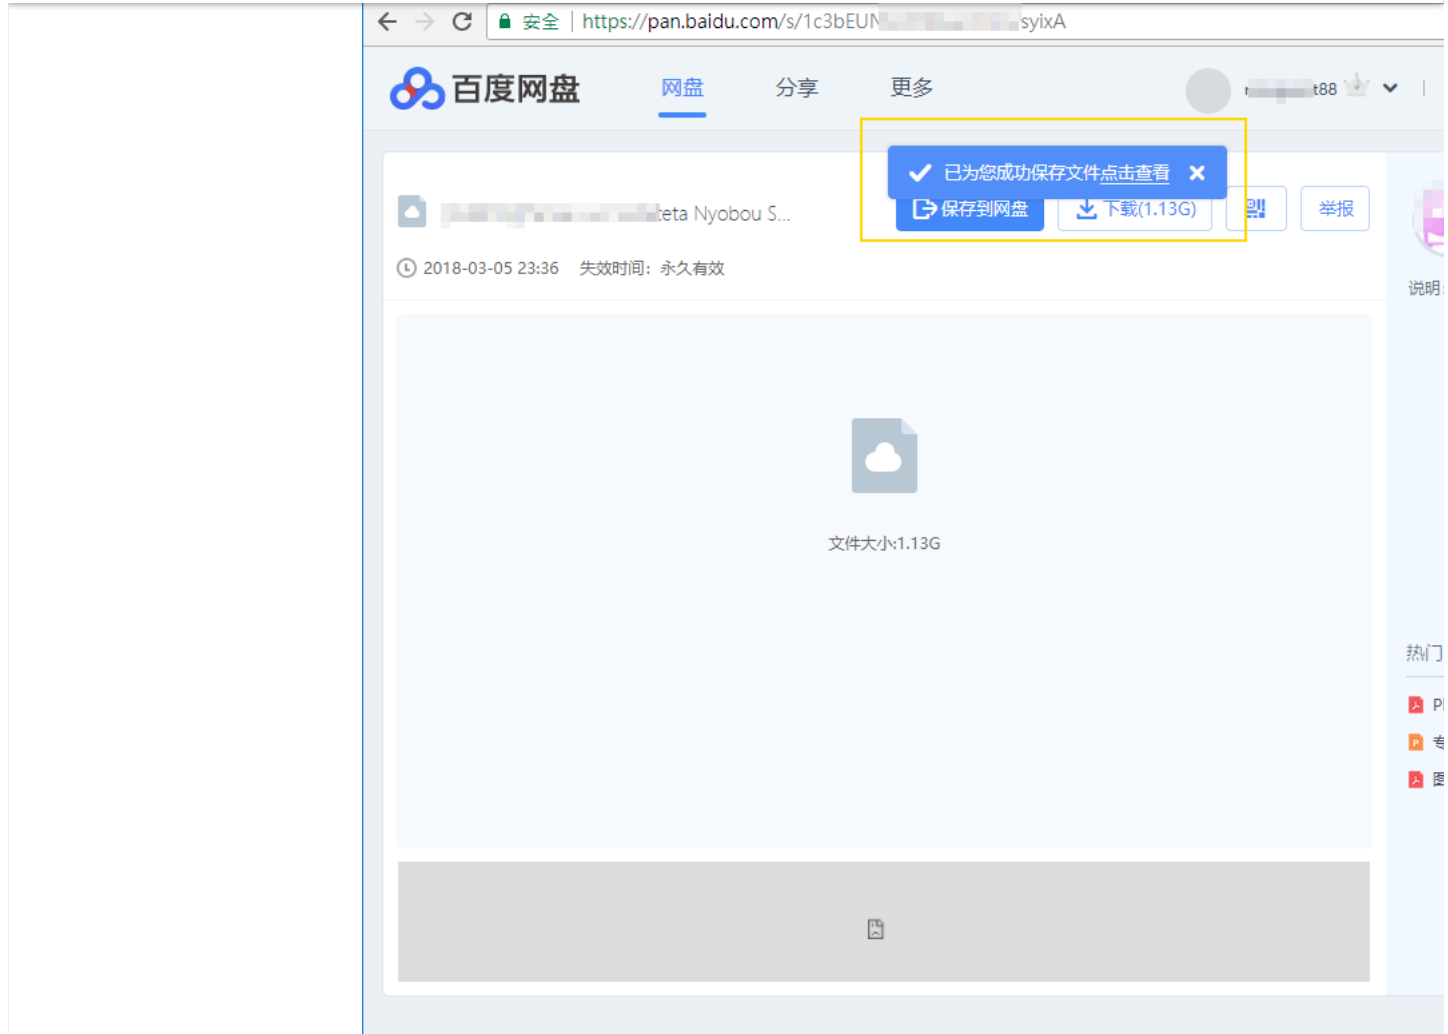 安全 https://pan.baidu.com/s/1c3bEUN syixA
百度网盘 网盘 分享 更多 t88
已为您成功保存文件点击查看
eta Nyobou S... 保存到网盘 下载(1.13G) 举报
2018-03-05 23:36 失效时间：永久有效
说明:
文件大小:1.13G
热门
P
专
图